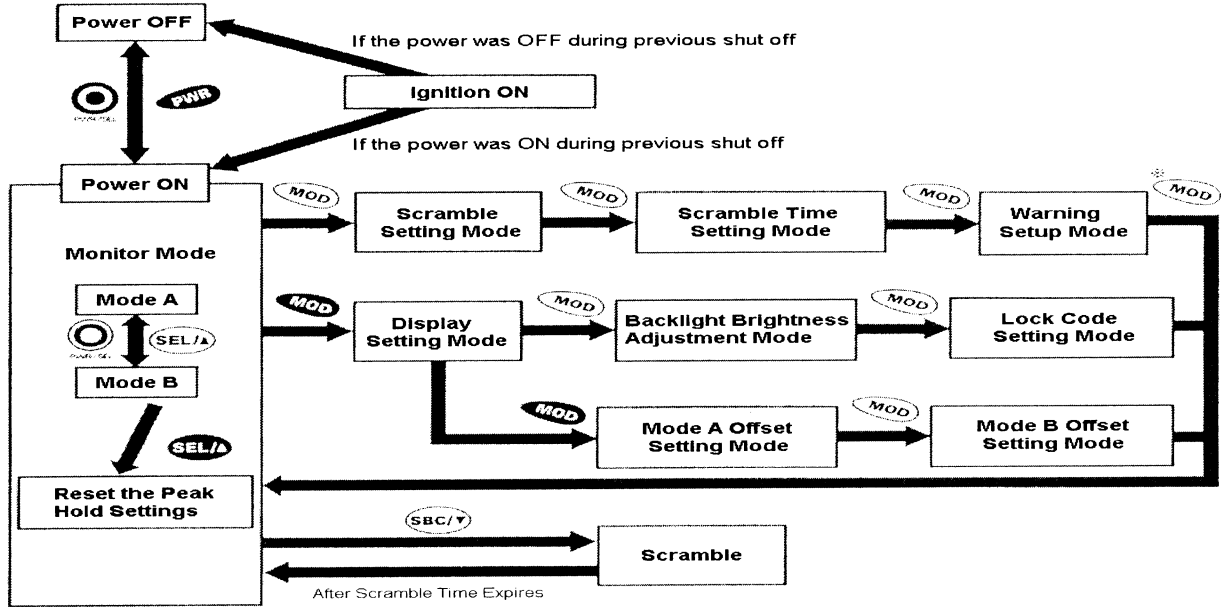 Power OFF
If the power was OFF during previous shut off
Ignition ON
PWR
If the power was ON during previous shut off
Power ON
MOD
MOD
MOD
※
MOD
Scramble
Setting Mode
Scramble Time
Setting Mode
Warning
Setup Mode
Monitor Mode
Mode A
SEL/▲
Mode B
MOD
MOD
MOD
Display
Setting Mode
Backlight Brightness
Adjustment Mode
Lock Code
Setting Mode
MOD
MOD
Mode A Offset
Setting Mode
Mode B Offset
Setting Mode
SEL/▲
Reset the Peak
Hold Settings
SBC/▼
Scramble
After Scramble Time Expires